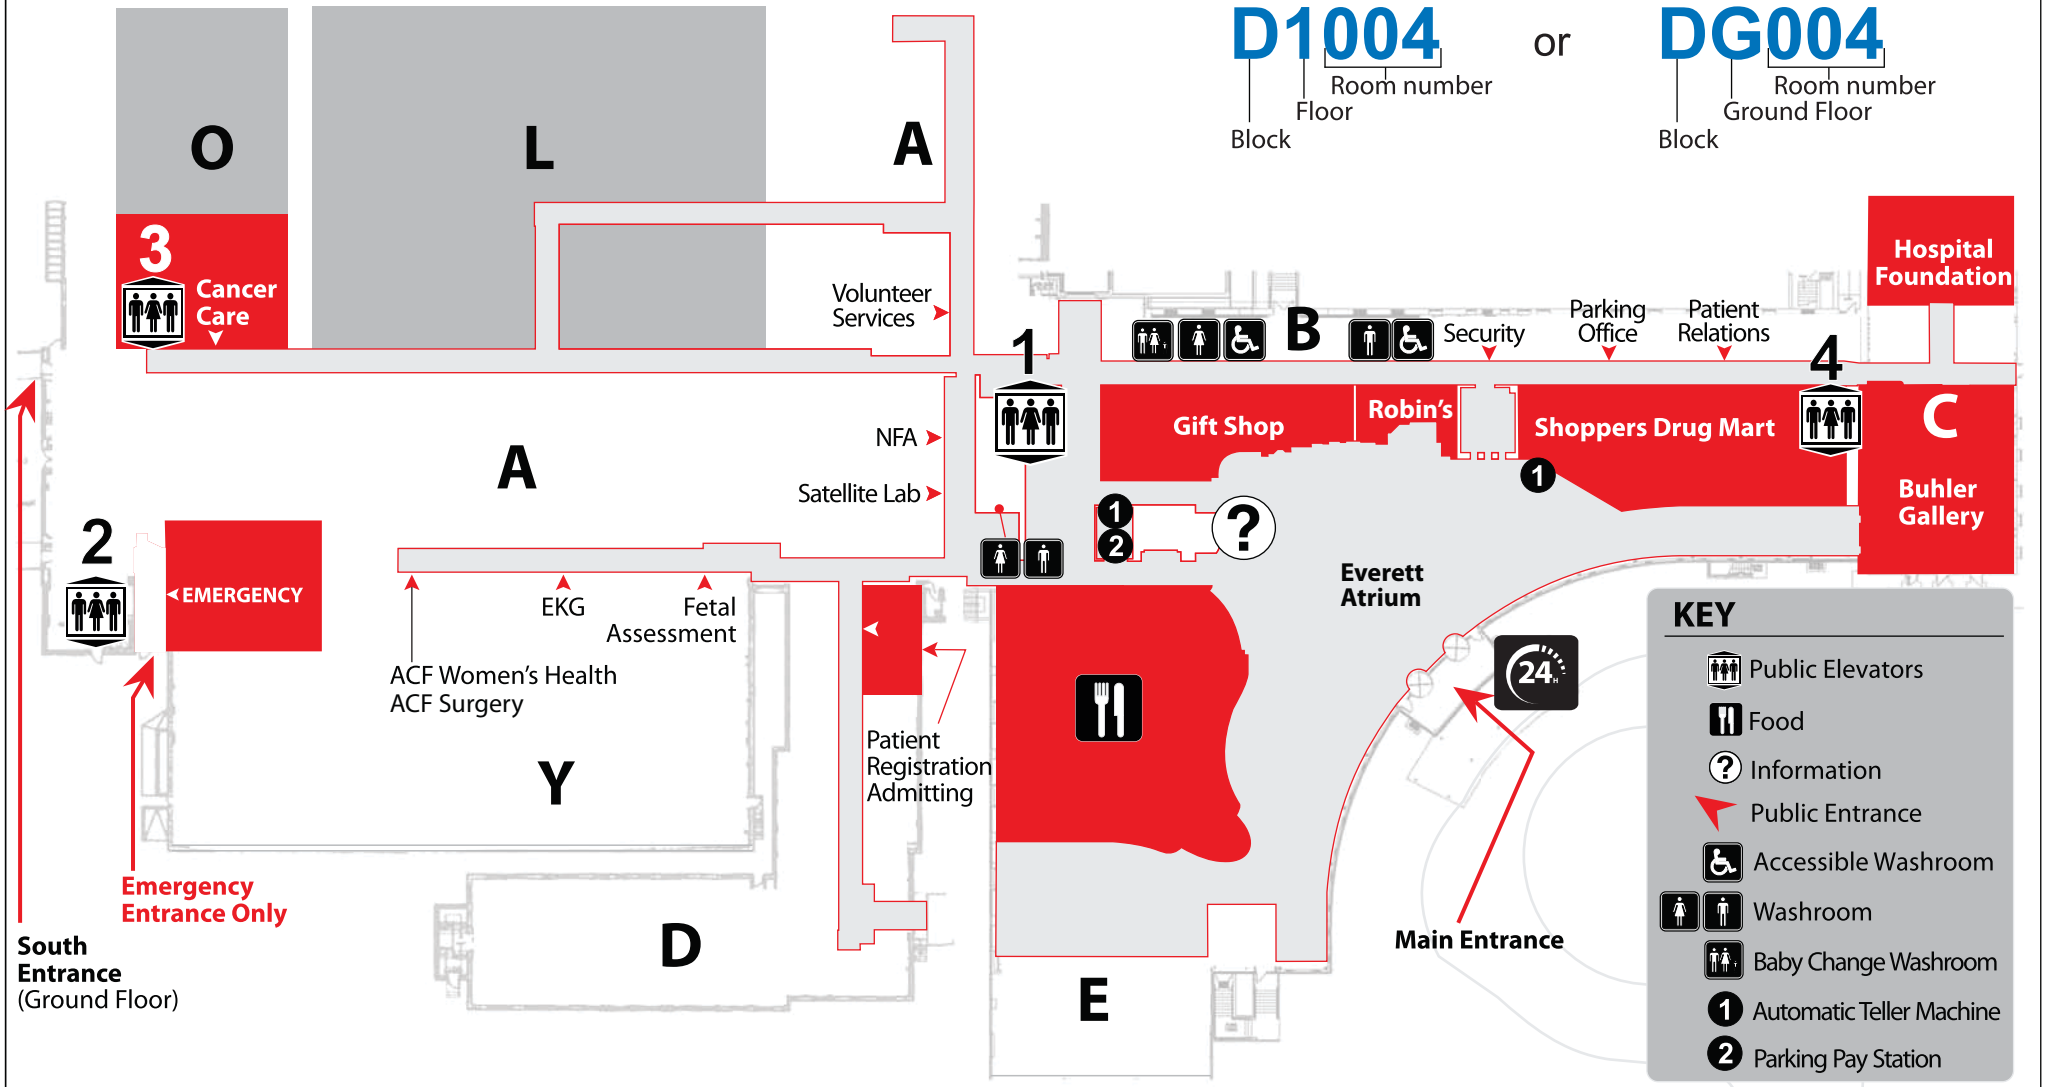 D1004 or DG004
Room number
Floor
Block
Room number
Ground Floor
Block
O
L
A
3
Cancer
Care
Volunteer
Services
1
B
Security
Parking
Office
Patient
Relations
4
Hospital
Foundation
Gift Shop
Robin's
Shoppers Drug Mart
C
Buhler
Gallery
NFA
Satellite Lab
A
1
1
2
?
Everett
Atrium
2
EMERGENCY
EKG
Fetal
Assessment
ACF Women's Health
ACF Surgery
Patient
Registration
Admitting
Y
D
E
24H
Main Entrance
Emergency
Entrance Only
South
Entrance
(Ground Floor)
KEY
Public Elevators
Food
? Information
Public Entrance
Accessible Washroom
Washroom
Baby Change Washroom
1 Automatic Teller Machine
2 Parking Pay Station